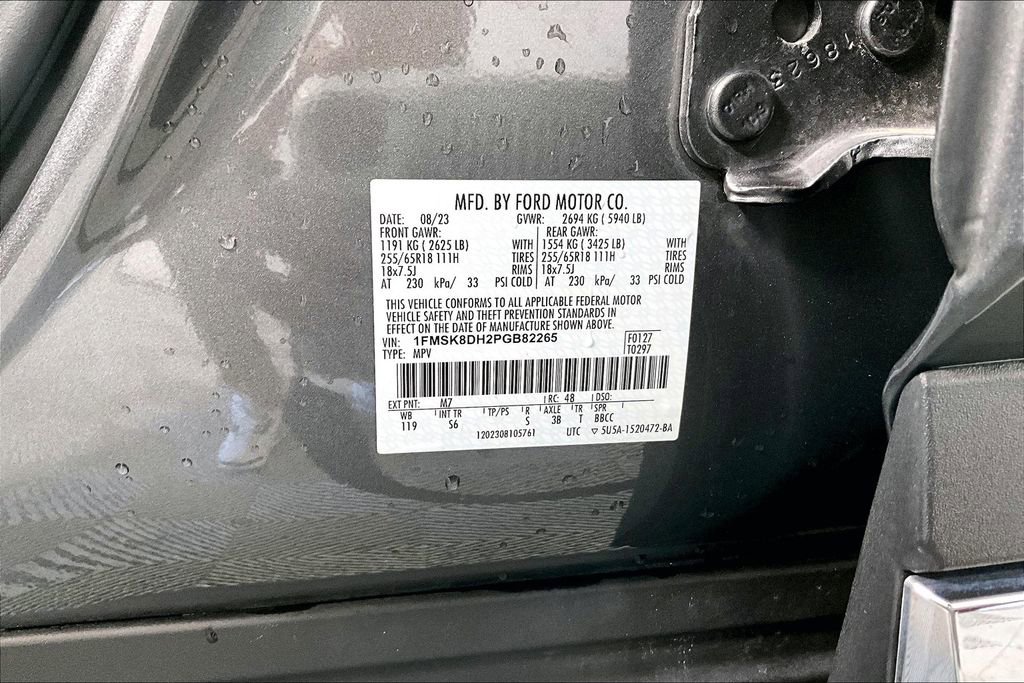 18623
MFD. BY FORD MOTOR CO.
DATE: 08/23 GVWR: 2694 KG ( 5940 LB)
FRONT GAWR: REAR GAWR:
1191 KG ( 2625 LB) WITH 1554 KG ( 3425 LB) WITH
255/65R18 111H TIRES 255/65R18 111H TIRES
18x7.5J RIMS 18x7.5J RIMS
AT 230 kPa/ 33 PSI COLD AT 230 kPa/ 33 PSI COLD
THIS VEHICLE CONFORMS TO ALL APPLICABLE FEDERAL MOTOR
VEHICLE SAFETY AND THEFT PREVENTION STANDARDS IN
EFFECT ON THE DATE OF MANUFACTURE SHOWN ABOVE.
VIN: 1FMSK8DH2PGB82265 F0127
TYPE: MPV T0297
EXT PNT: M7 RC: 48 DSO:
WB INT TR TP/PS R AXLE TR SPR
119 S6 S 3B T BBCC
1202308105761 UTC ▽ 5U5A-1520472-BA